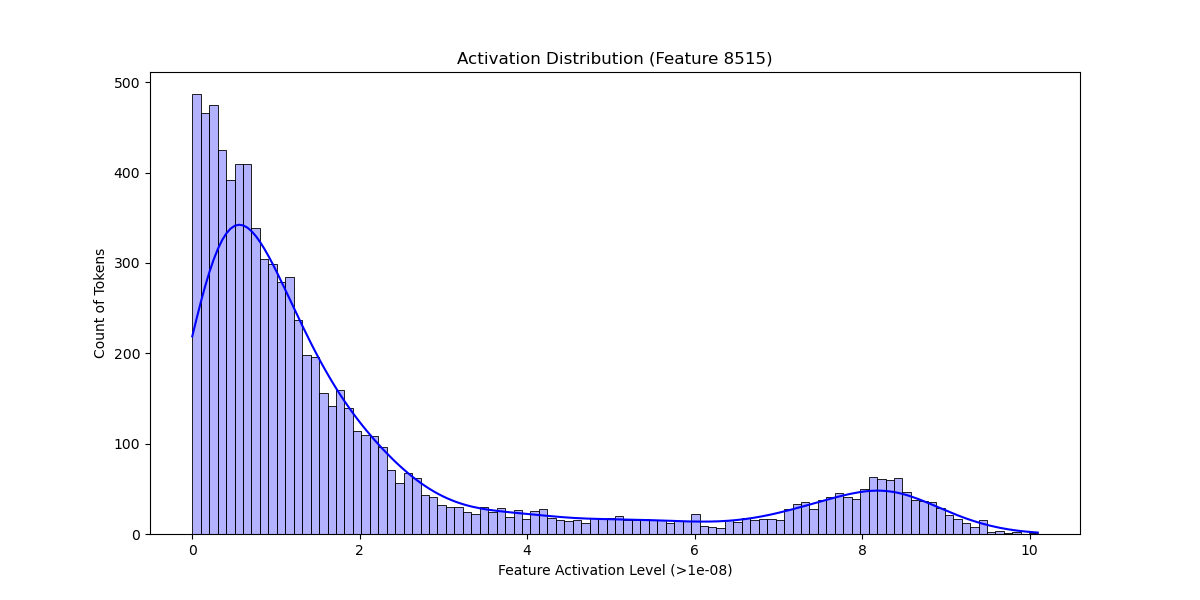 Activation Distribution (Feature 8515)
500
400
300
200
100
0
Count of Tokens
0 2 4 6 8 10
Feature Activation Level (>1e-08)